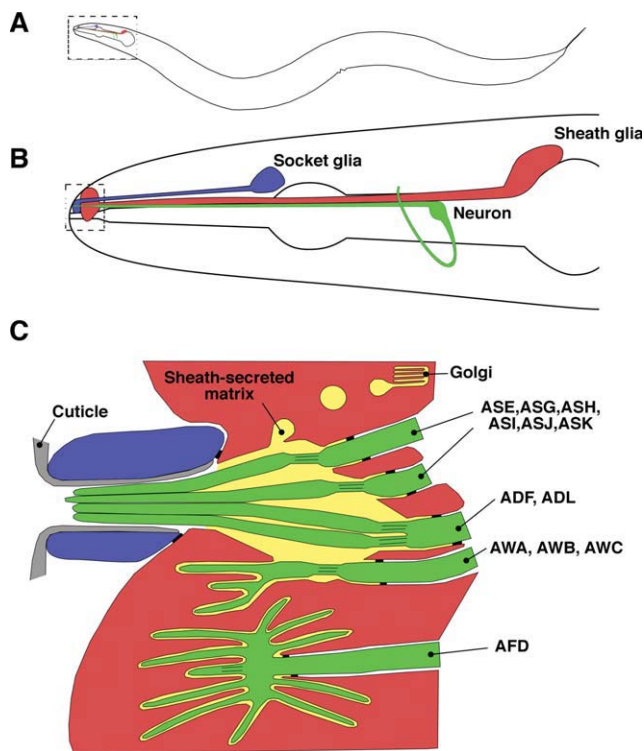 A
B
Sheath glia
Socket glia
Neuron
C
Sheath-secreted
matrix
Golgi
Cuticle
ASE,ASG,ASH,
ASI,ASJ,ASK
ADF, ADL
AWA, AWB, AWC
AFD